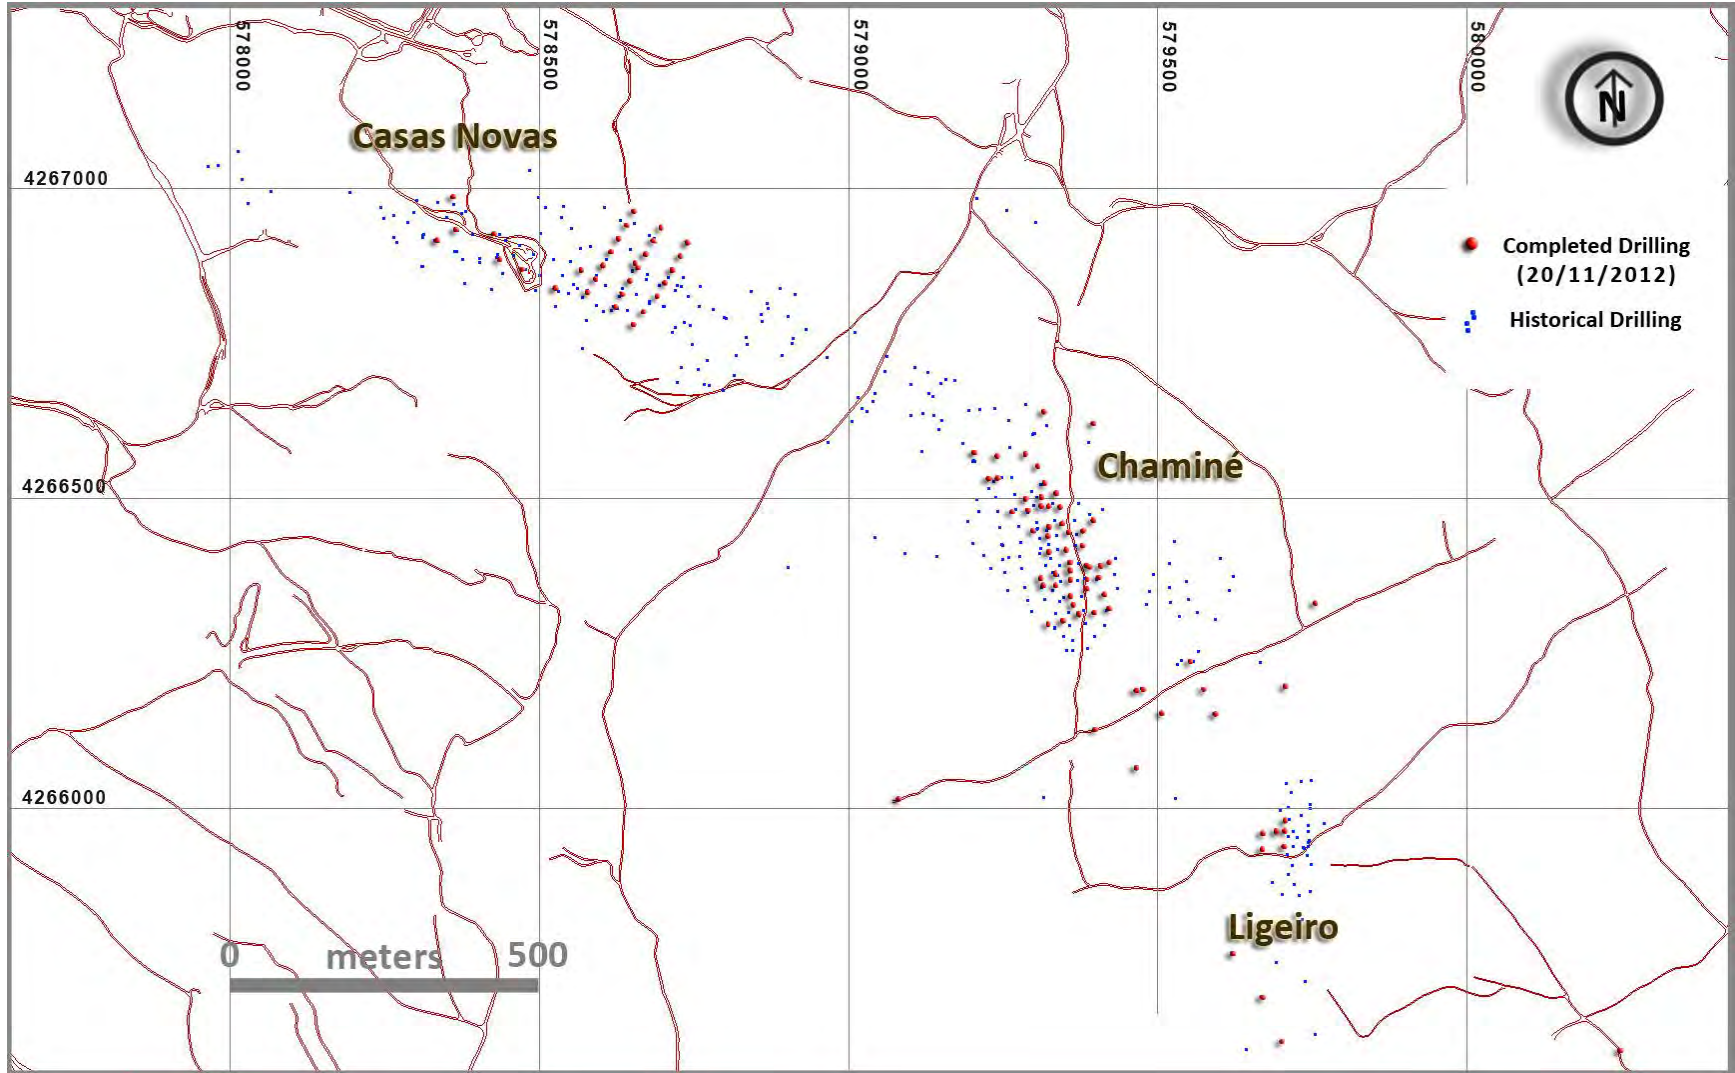 578000
578500
579000
579500
580000
N
Casas Novas
4267000
Completed Drilling
(20/11/2012)
Historical Drilling
Chaminé
4266500
4266000
Ligeiro
0 meters 500